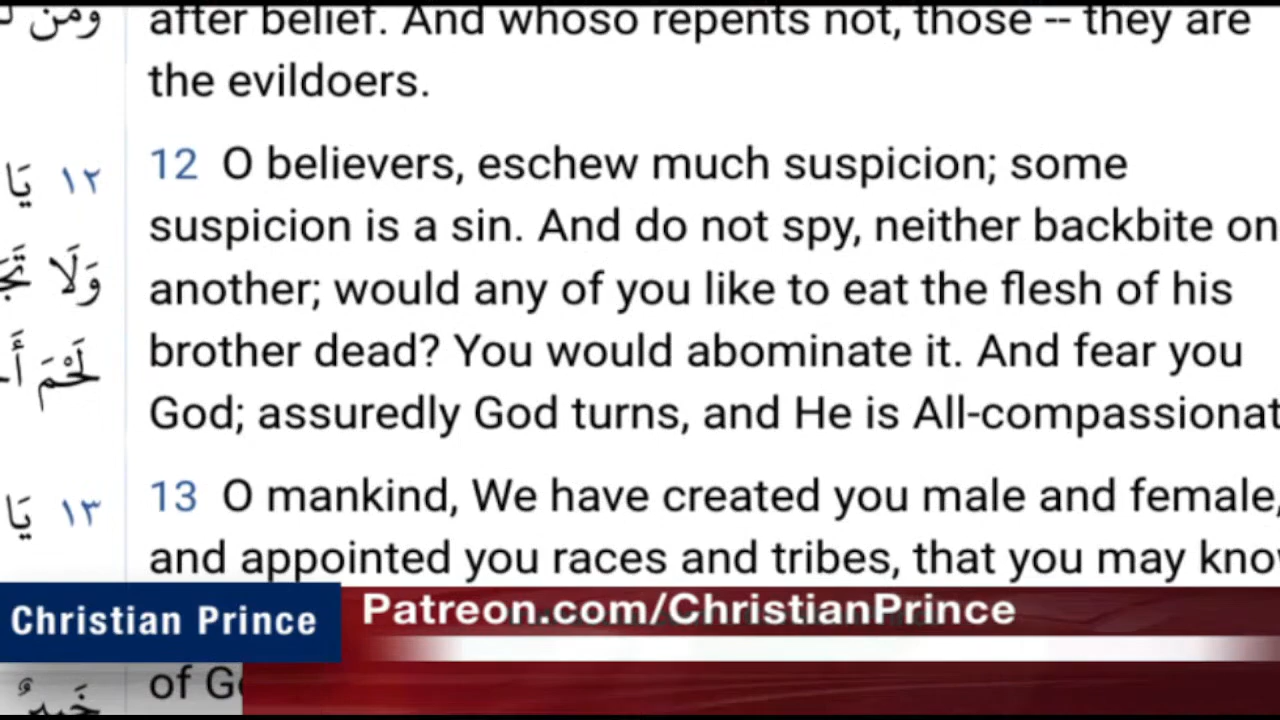 ومن
after belief. And whoso repents not, those -- they are
the evildoers.
١٢ يَا
12 O believers, eschew much suspicion; some
suspicion is a sin. And do not spy, neither backbite on
وَلَا
another; would any of you like to eat the flesh of his
لَحْمَ
brother dead? You would abominate it. And fear you
God; assuredly God turns, and He is All-compassionat
١٣ يَا
13 O mankind, We have created you male and female,
and appointed you races and tribes, that you may kno
Christian Prince
Patreon.com/ChristianPrince
of G